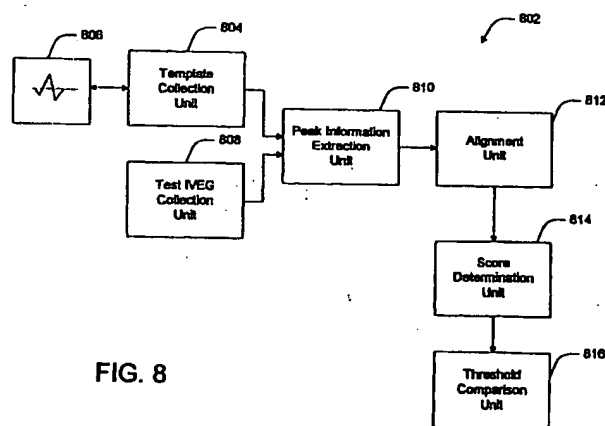 806
804
802
Template
Collection
Unit
810
812
Peak Information
Extraction
Unit
Alignment
Unit
808
Test IVEG
Collection
Unit
814
Score
Determination
Unit
816
Threshold
Comparison
Unit
FIG. 8